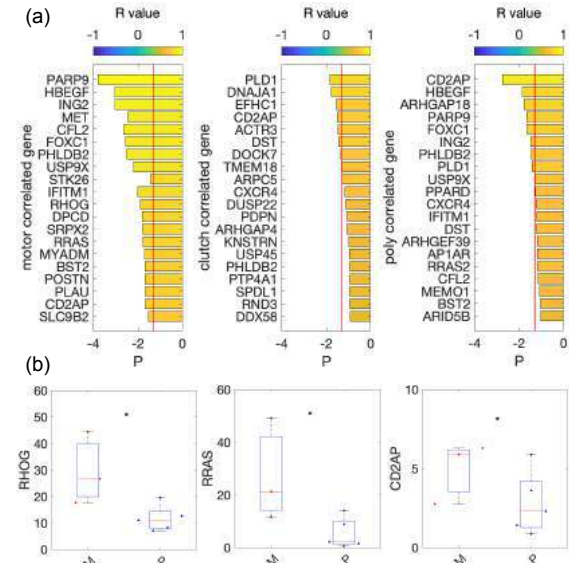 (a)
R value
R value
R value
-1 0 1
-1 0 1
-1 0 1
motor correlated gene
PARP9
HBEGF
ING2
MET
CFL2
FOXC1
PHLDB2
USP9X
STK26
IFITM1
RHOG
DPCD
SRPX2
RRAS
MYADM
BST2
POSTN
PLAU
CD2AP
SLC9B2
-4 -2 0
P
clutch correlated gene
PLD1
DNAJA1
EFHC1
CD2AP
ACTR3
DST
DOCK7
TMEM18
ARPC5
CXCR4
DUSP22
PDPN
ARHGAP4
KNSTRN
USP45
PHLDB2
PTP4A1
SPDL1
RND3
DDX58
-4 -2 0
P
poly correlated gene
CD2AP
HBEGF
ARHGAP18
PARP9
FOXC1
ING2
PHLDB2
PLD1
USP9X
PPARD
CXCR4
IFITM1
DST
ARHGEF39
AP1AR
RRAS2
CFL2
MEMO1
BST2
ARID5B
-4 -2 0
P
(b)
RHOG
60
50
40
30
20
10
0
*
M P
RRAS
60
40
20
0
*
M P
CD2AP
10
5
0
*
M P